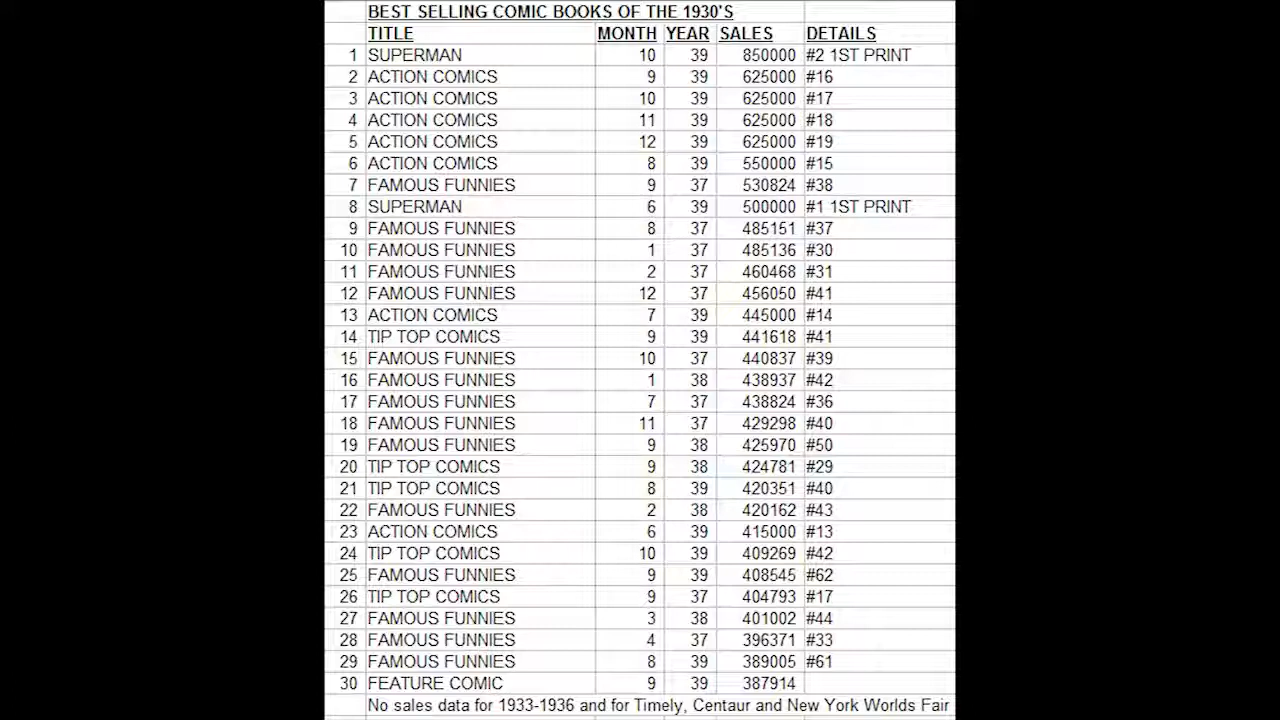 BEST SELLING COMIC BOOKS OF THE 1930'S
TITLE MONTH YEAR SALES DETAILS
1 SUPERMAN 10 39 850000 #2 1ST PRINT
2 ACTION COMICS 9 39 625000 #16
3 ACTION COMICS 10 39 625000 #17
4 ACTION COMICS 11 39 625000 #18
5 ACTION COMICS 12 39 625000 #19
6 ACTION COMICS 8 39 550000 #15
7 FAMOUS FUNNIES 9 37 530824 #38
8 SUPERMAN 6 39 500000 #1 1ST PRINT
9 FAMOUS FUNNIES 8 37 485151 #37
10 FAMOUS FUNNIES 1 37 485136 #30
11 FAMOUS FUNNIES 2 37 460468 #31
12 FAMOUS FUNNIES 12 37 456050 #41
13 ACTION COMICS 7 39 445000 #14
14 TIP TOP COMICS 9 39 441618 #41
15 FAMOUS FUNNIES 10 37 440837 #39
16 FAMOUS FUNNIES 1 38 438937 #42
17 FAMOUS FUNNIES 7 37 438824 #36
18 FAMOUS FUNNIES 11 37 429298 #40
19 FAMOUS FUNNIES 9 38 425970 #50
20 TIP TOP COMICS 9 38 424781 #29
21 TIP TOP COMICS 8 39 420351 #40
22 FAMOUS FUNNIES 2 38 420162 #43
23 ACTION COMICS 6 39 415000 #13
24 TIP TOP COMICS 10 39 409269 #42
25 FAMOUS FUNNIES 9 39 408545 #62
26 TIP TOP COMICS 9 37 404793 #17
27 FAMOUS FUNNIES 3 38 401002 #44
28 FAMOUS FUNNIES 4 37 396371 #33
29 FAMOUS FUNNIES 8 39 389005 #61
30 FEATURE COMIC 9 39 387914
No sales data for 1933-1936 and for Timely, Centaur and New York Worlds Fair